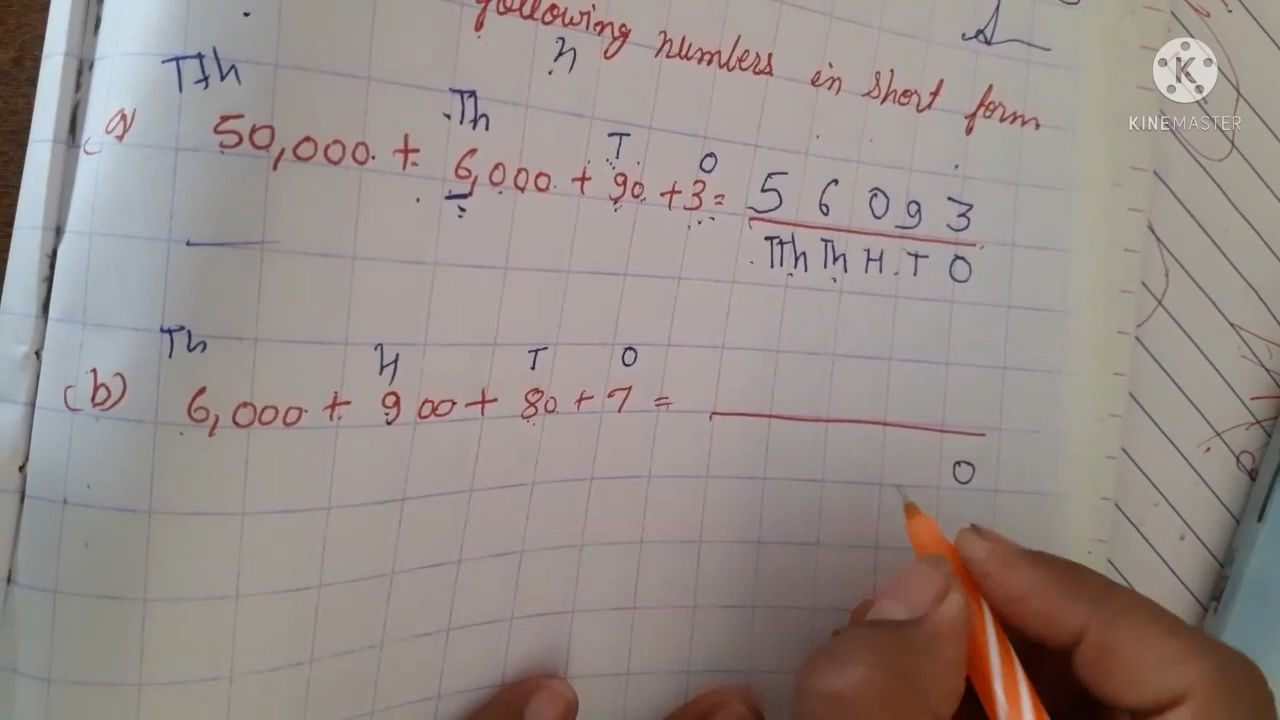 following numbers in short form
H
K
KINEMASTER
TTh Th T O
(a) 50,000 + 6,000 + 90 + 3 = 5 6 0 9 3
TTh Th H T O
Th H T O
(b) 6,000 + 900 + 80 + 7 =
O